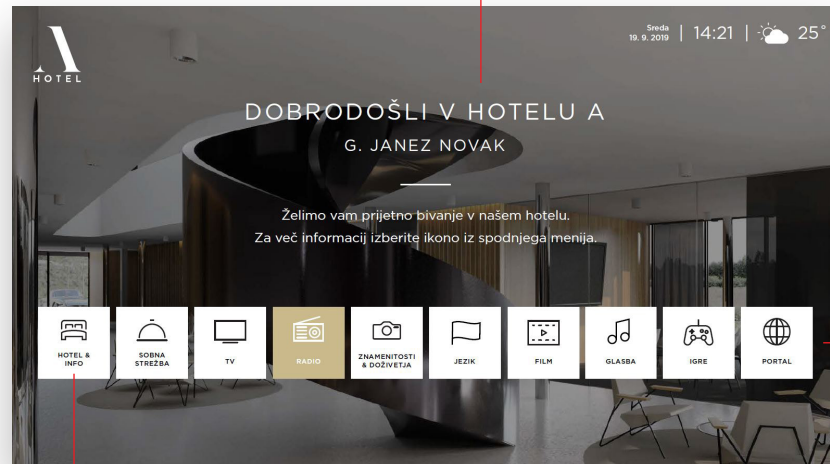 A
HOTEL
Sreda
19. 9. 2019 | 14:21 | 25°
DOBRODOŠLI V HOTELU A
G. JANEZ NOVAK
Želimo vam prijetno bivanje v našem hotelu.
Za več informacij izberite ikono iz spodnjega menija.
HOTEL &
INFO
SOBNA
STREŽBA
TV
RADIO
ZNAMENITOSTI
& DOŽIVETJA
JEZIK
FILM
GLASBA
IGRE
PORTAL